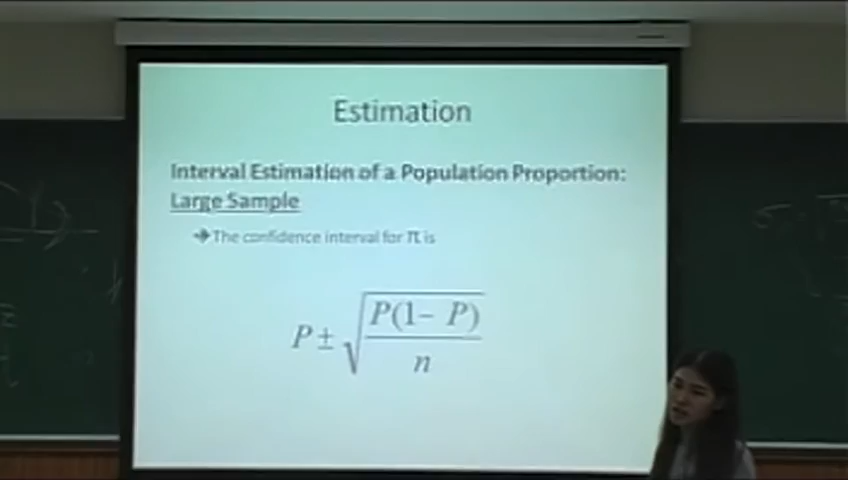 Estimation
Interval Estimation of a Population Proportion:
Large Sample
➔ The confidence interval for π is
P ± √(P(1− P) / n)